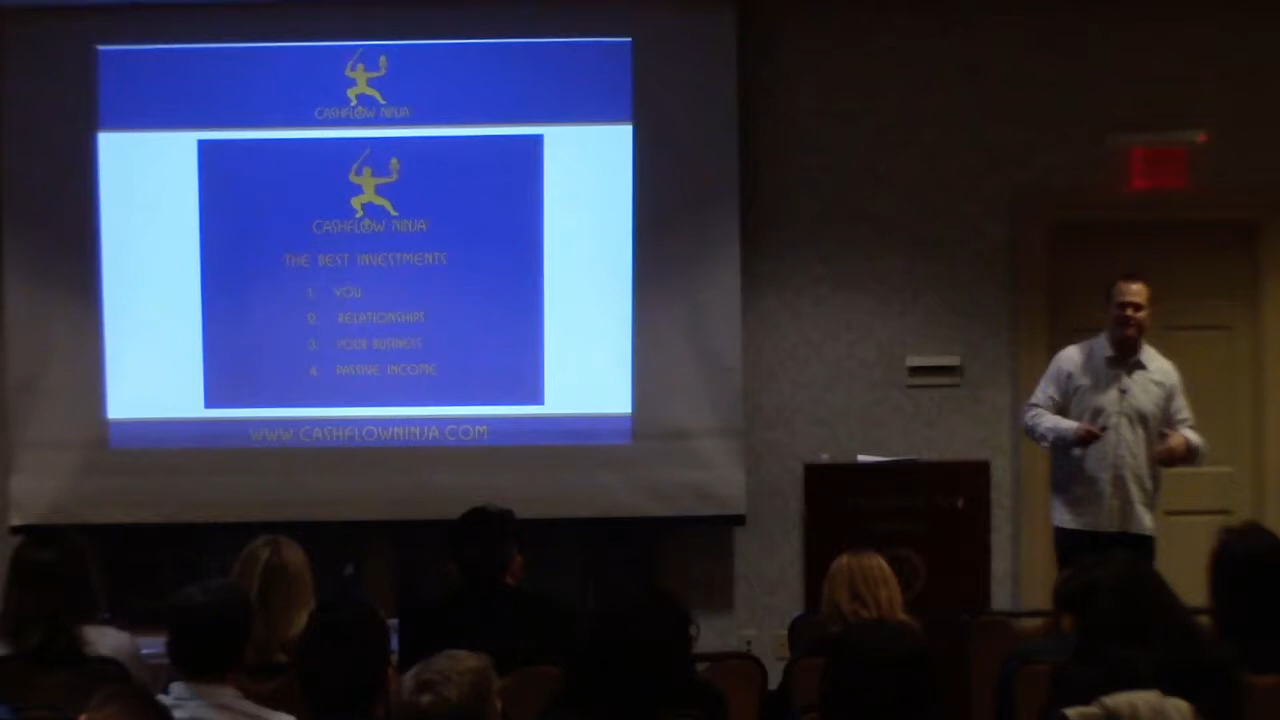 CASHFLOW NINJA
CASHFLOW NINJA
THE BEST INVESTMENTS
1. YOU
2. RELATIONSHIPS
3. YOUR BUSINESS
4. PASSIVE INCOME
WWW.CASHFLOWNINJA.COM